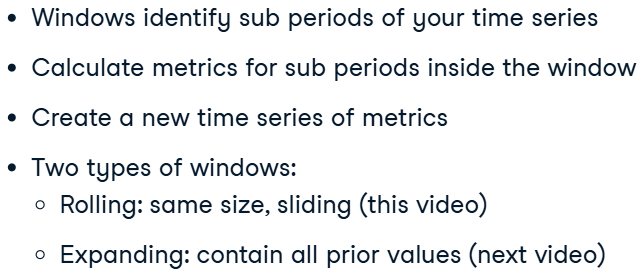 • Windows identify sub periods of your time series
• Calculate metrics for sub periods inside the window
• Create a new time series of metrics
• Two types of windows:
◦ Rolling: same size, sliding (this video)
◦ Expanding: contain all prior values (next video)